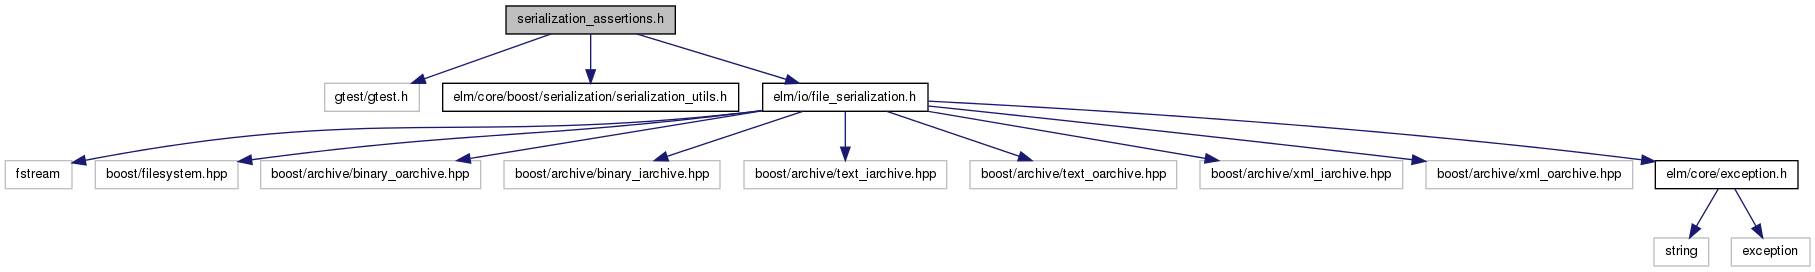 serialization_assertions.h
gtest/gtest.h
elm/core/boost/serialization/serialization_utils.h
elm/io/file_serialization.h
fstream
boost/filesystem.hpp
boost/archive/binary_oarchive.hpp
boost/archive/binary_iarchive.hpp
boost/archive/text_iarchive.hpp
boost/archive/text_oarchive.hpp
boost/archive/xml_iarchive.hpp
boost/archive/xml_oarchive.hpp
elm/core/exception.h
string
exception